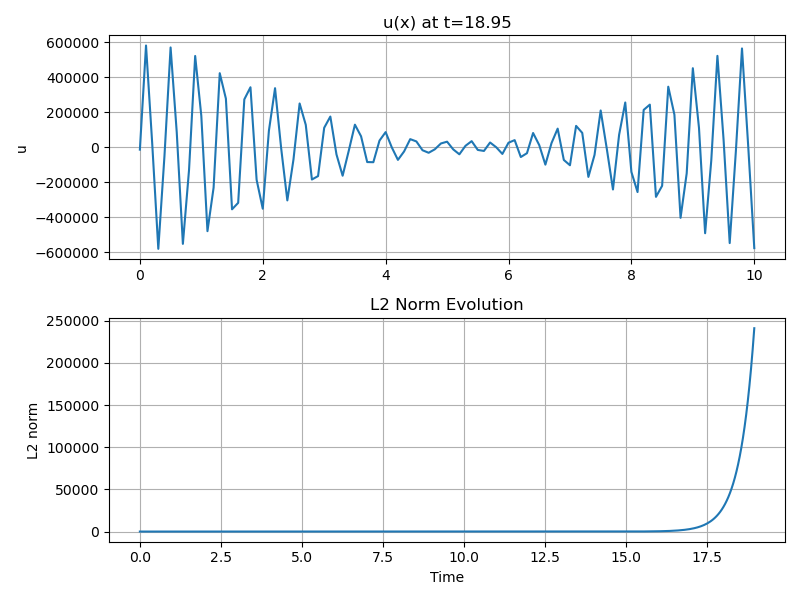 u(x) at t=18.95
600000
400000
200000
0
−200000
−400000
−600000
u
0 2 4 6 8 10
L2 Norm Evolution
250000
200000
150000
100000
50000
0
L2 norm
0.0 2.5 5.0 7.5 10.0 12.5 15.0 17.5
Time